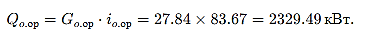 Q_{о.ор} = G_{о.ор} · i_{о.ор} = 27.84 × 83.67 = 2329.49 кВт.